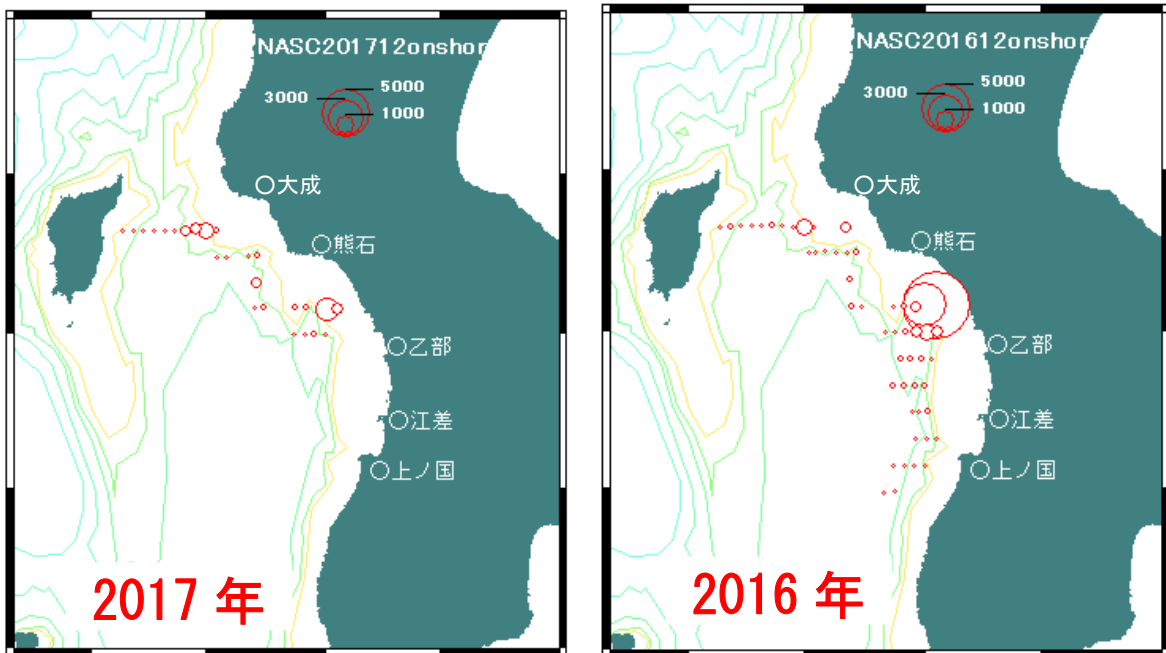 NASC201712onshor
5000
3000
1000
○大成
○熊石
○乙部
○江差
○上ノ国
2017 年
NASC201612onshor
5000
3000
1000
○大成
○熊石
○乙部
○江差
○上ノ国
2016 年